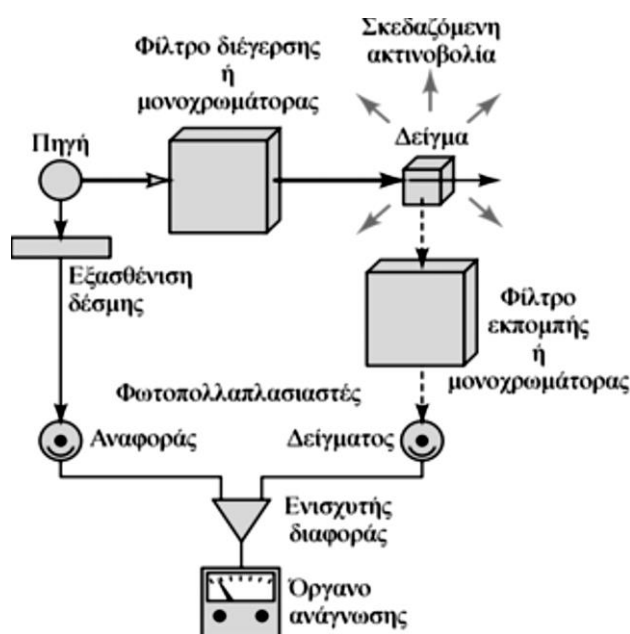 Σκεδαζόμενη
ακτινοβολία
Φίλτρο διέγερσης
ή
μονοχρωμάτορας
Πηγή
Δείγμα
Εξασθένιση
δέσμης
Φίλτρο
εκπομπής
ή
μονοχρωμάτορας
Φωτοπολλαπλασιαστές
Αναφοράς
Δείγματος
Ενισχυτής
διαφοράς
Όργανο
ανάγνωσης